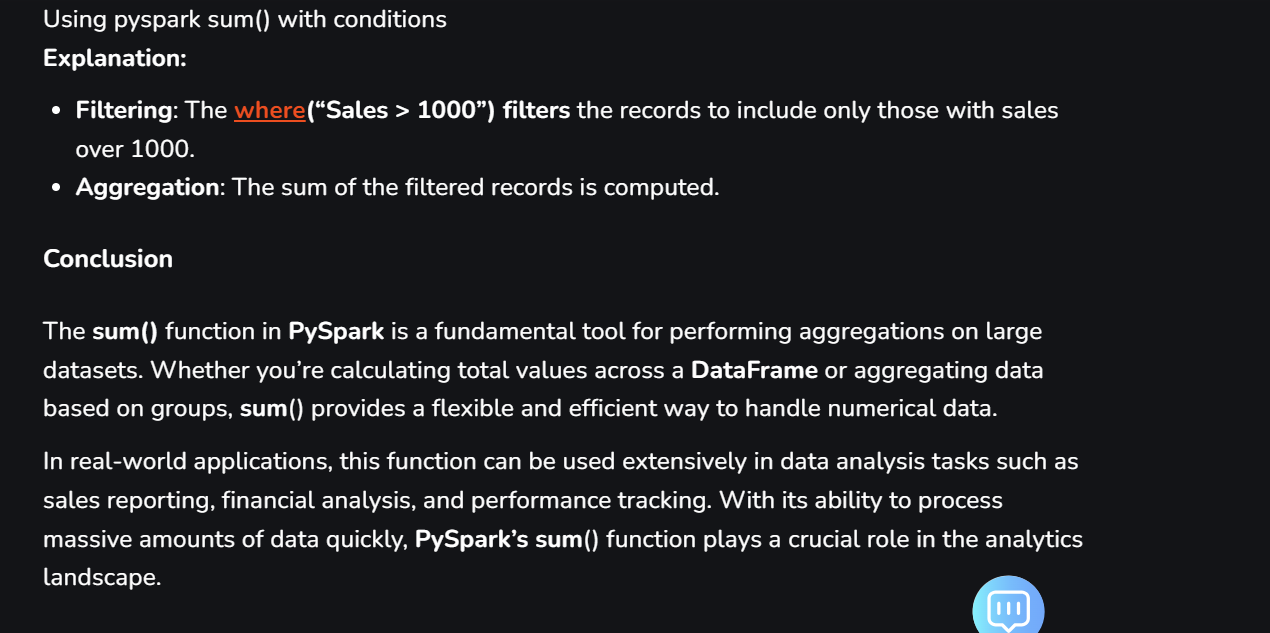 Using pyspark sum() with conditions
Explanation:
• Filtering: The where(“Sales > 1000”) filters the records to include only those with sales
over 1000.
• Aggregation: The sum of the filtered records is computed.
Conclusion
The sum() function in PySpark is a fundamental tool for performing aggregations on large
datasets. Whether you’re calculating total values across a DataFrame or aggregating data
based on groups, sum() provides a flexible and efficient way to handle numerical data.
In real-world applications, this function can be used extensively in data analysis tasks such as
sales reporting, financial analysis, and performance tracking. With its ability to process
massive amounts of data quickly, PySpark’s sum() function plays a crucial role in the analytics
landscape.